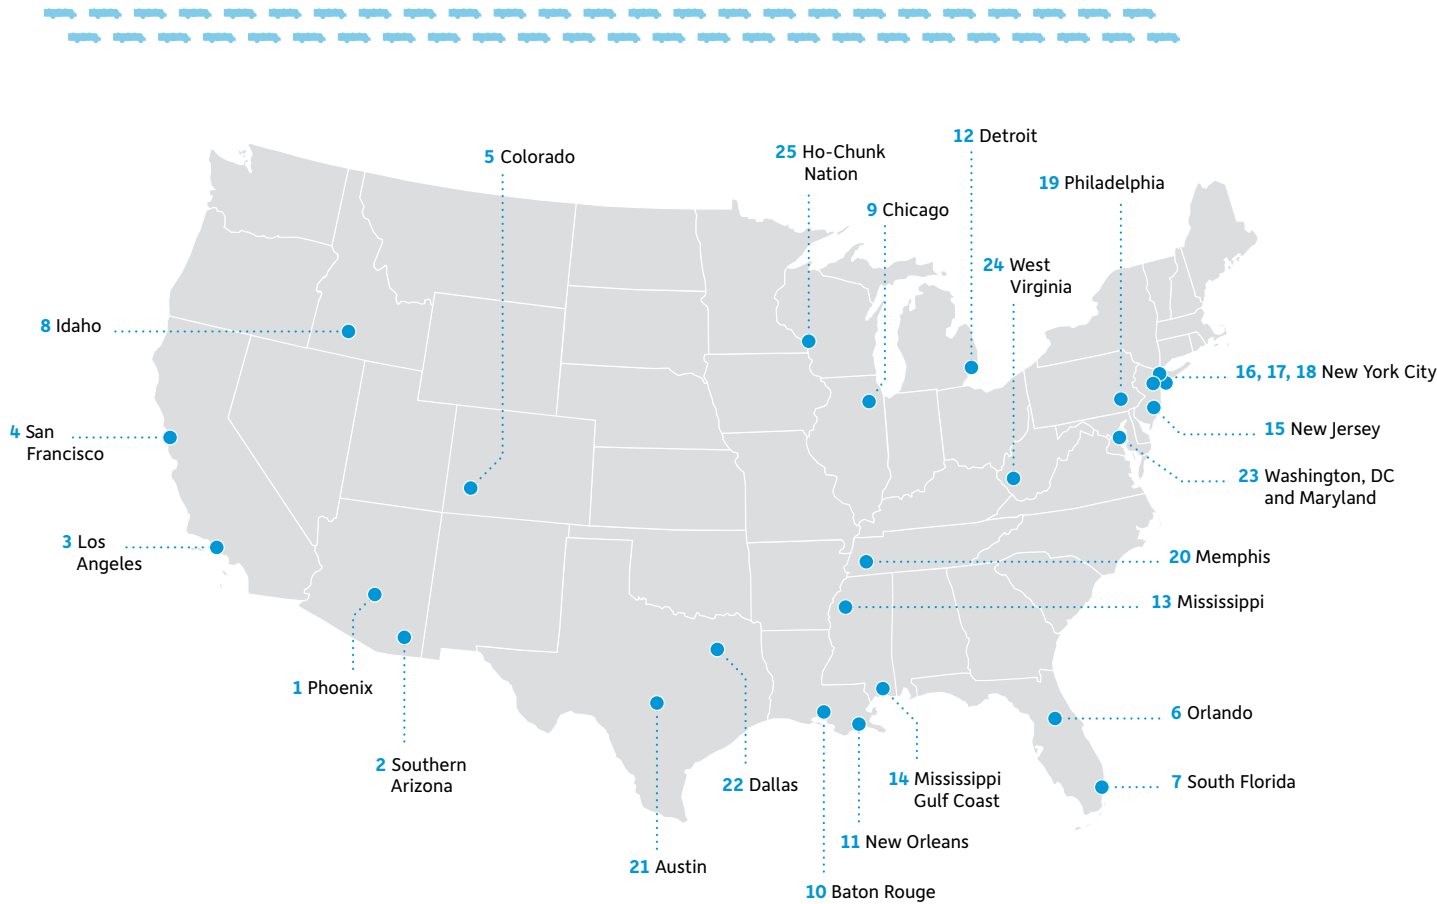 12 Detroit
25 Ho-Chunk
Nation
5 Colorado
19 Philadelphia
9 Chicago
24 West
Virginia
8 Idaho
16, 17, 18 New York City
4 San
Francisco
15 New Jersey
23 Washington, DC
and Maryland
3 Los
Angeles
20 Memphis
13 Mississippi
1 Phoenix
6 Orlando
2 Southern
Arizona
22 Dallas
14 Mississippi
Gulf Coast
7 South Florida
11 New Orleans
21 Austin
10 Baton Rouge